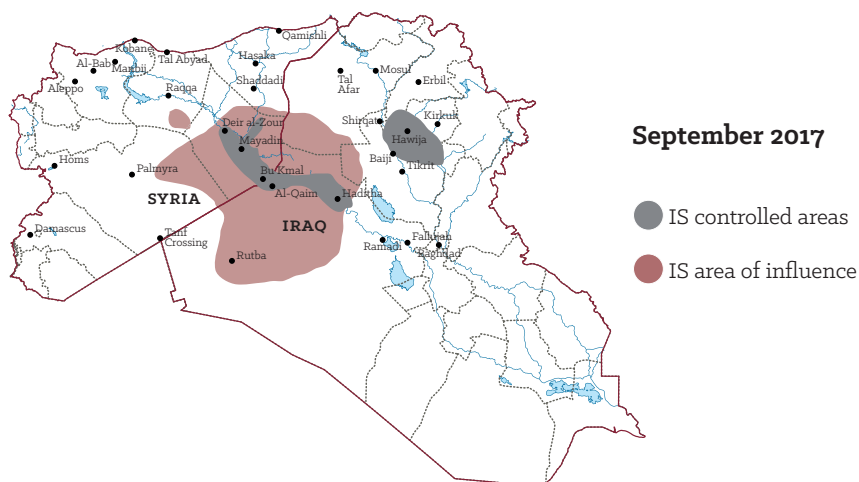 Qamishli
Kobane
Tal Abyad
Al-Bab
Manbij
Hasaka
Tal
Afar
Mosul
Erbil
Aleppo
Raqqa
Shaddadi
Shirqat
Kirkuk
Deir al-Zour
Hawija
Mayadin
Baiji
Tikrit
Homs
Palmyra
Bu Kmal
Al-Qaim
Haditha
SYRIA
IRAQ
Damascus
Tanf
Crossing
Rutba
Ramadi
Fallujah
Baghdad
September 2017
IS controlled areas
IS area of influence